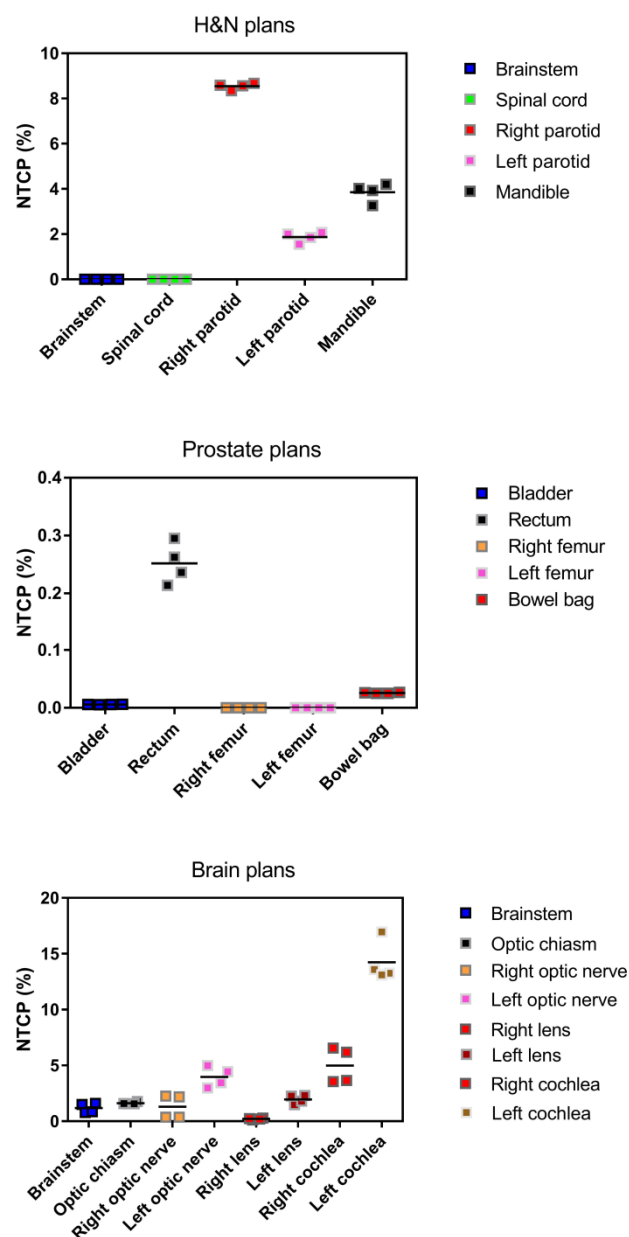 H&N plans
NTCP (%)
10
8
6
4
2
0
Brainstem
Spinal cord
Right parotid
Left parotid
Mandible
Brainstem
Spinal cord
Right parotid
Left parotid
Mandible
Prostate plans
NTCP (%)
0.4
0.3
0.2
0.1
0.0
Bladder
Rectum
Right femur
Left femur
Bowel bag
Bladder
Rectum
Right femur
Left femur
Bowel bag
Brain plans
NTCP (%)
20
15
10
5
0
Brainstem
Optic chiasm
Right optic nerve
Left optic nerve
Right lens
Left lens
Right cochlea
Left cochlea
Brainstem
Optic chiasm
Right optic nerve
Left optic nerve
Right lens
Left lens
Right cochlea
Left cochlea